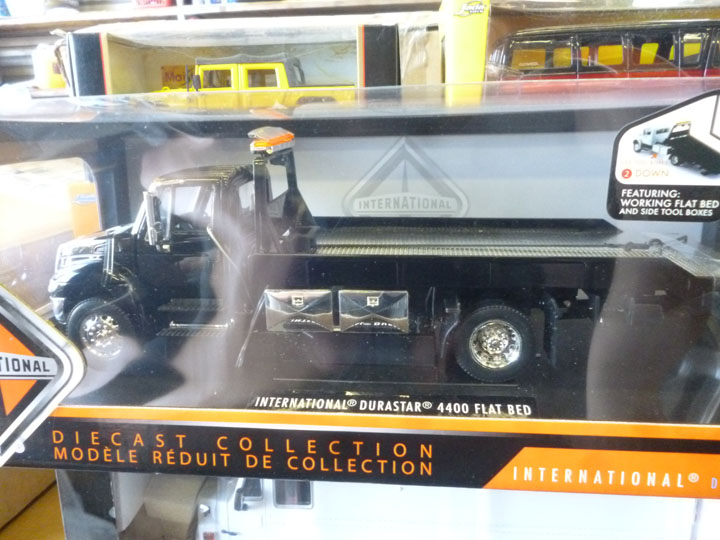 INTERNATIONAL
2 DOWN
FEATURING:
WORKING FLAT BED
AND SIDE TOOL BOXES
TIONAL
INTERNATIONAL® DURASTAR® 4400 FLAT BED
DIECAST COLLECTION
MODÈLE RÉDUIT DE COLLECTION
INTERNATIONAL® D